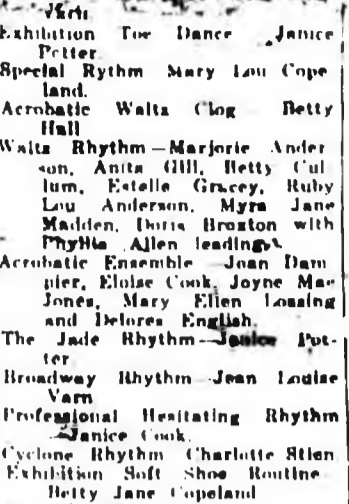 Varn
Exhibition Toe Dance Janice
Potter
Special Rythm Mary Lou Cope
land.
Acrobatic Waltz Clog Betty
Hall
Waltz Rhythm—Marjorie Ander
son, Anita Gill, Betty Cul
lum, Estelle Gracey, Ruby
Lou Anderson, Myra Jane
Madden, Doris Broxton with
Phyllis Allen leading.
Acrobatic Ensemble Joan Dam
pier, Eloise Cook, Joyne Mae
Jones, Mary Ellen Lossing
and Delores English.
The Jade Rhythm—Janice Pot-
ter
Broadway Rhythm Jean Louise
Varn
Professional Hesitating Rhythm
—Janice Cook.
Cyclone Rhythm Charlotte
Exhibition Soft Shoe Routine
Betty Jane Copeland